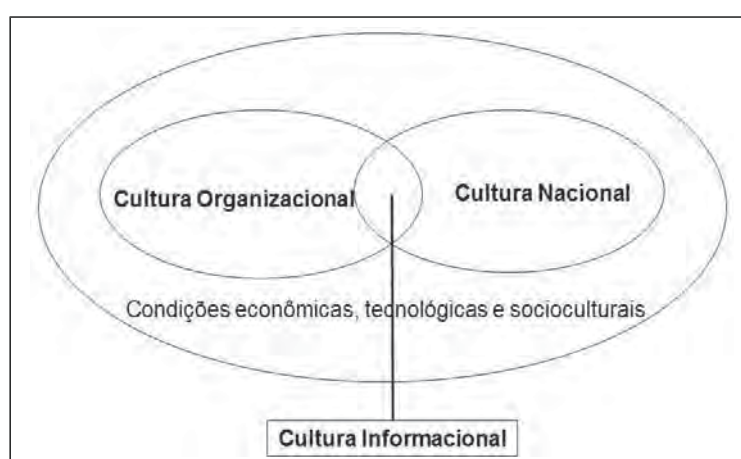 Cultura Organizacional
Cultura Nacional
Condições econômicas, tecnológicas e socioculturais
Cultura Informacional